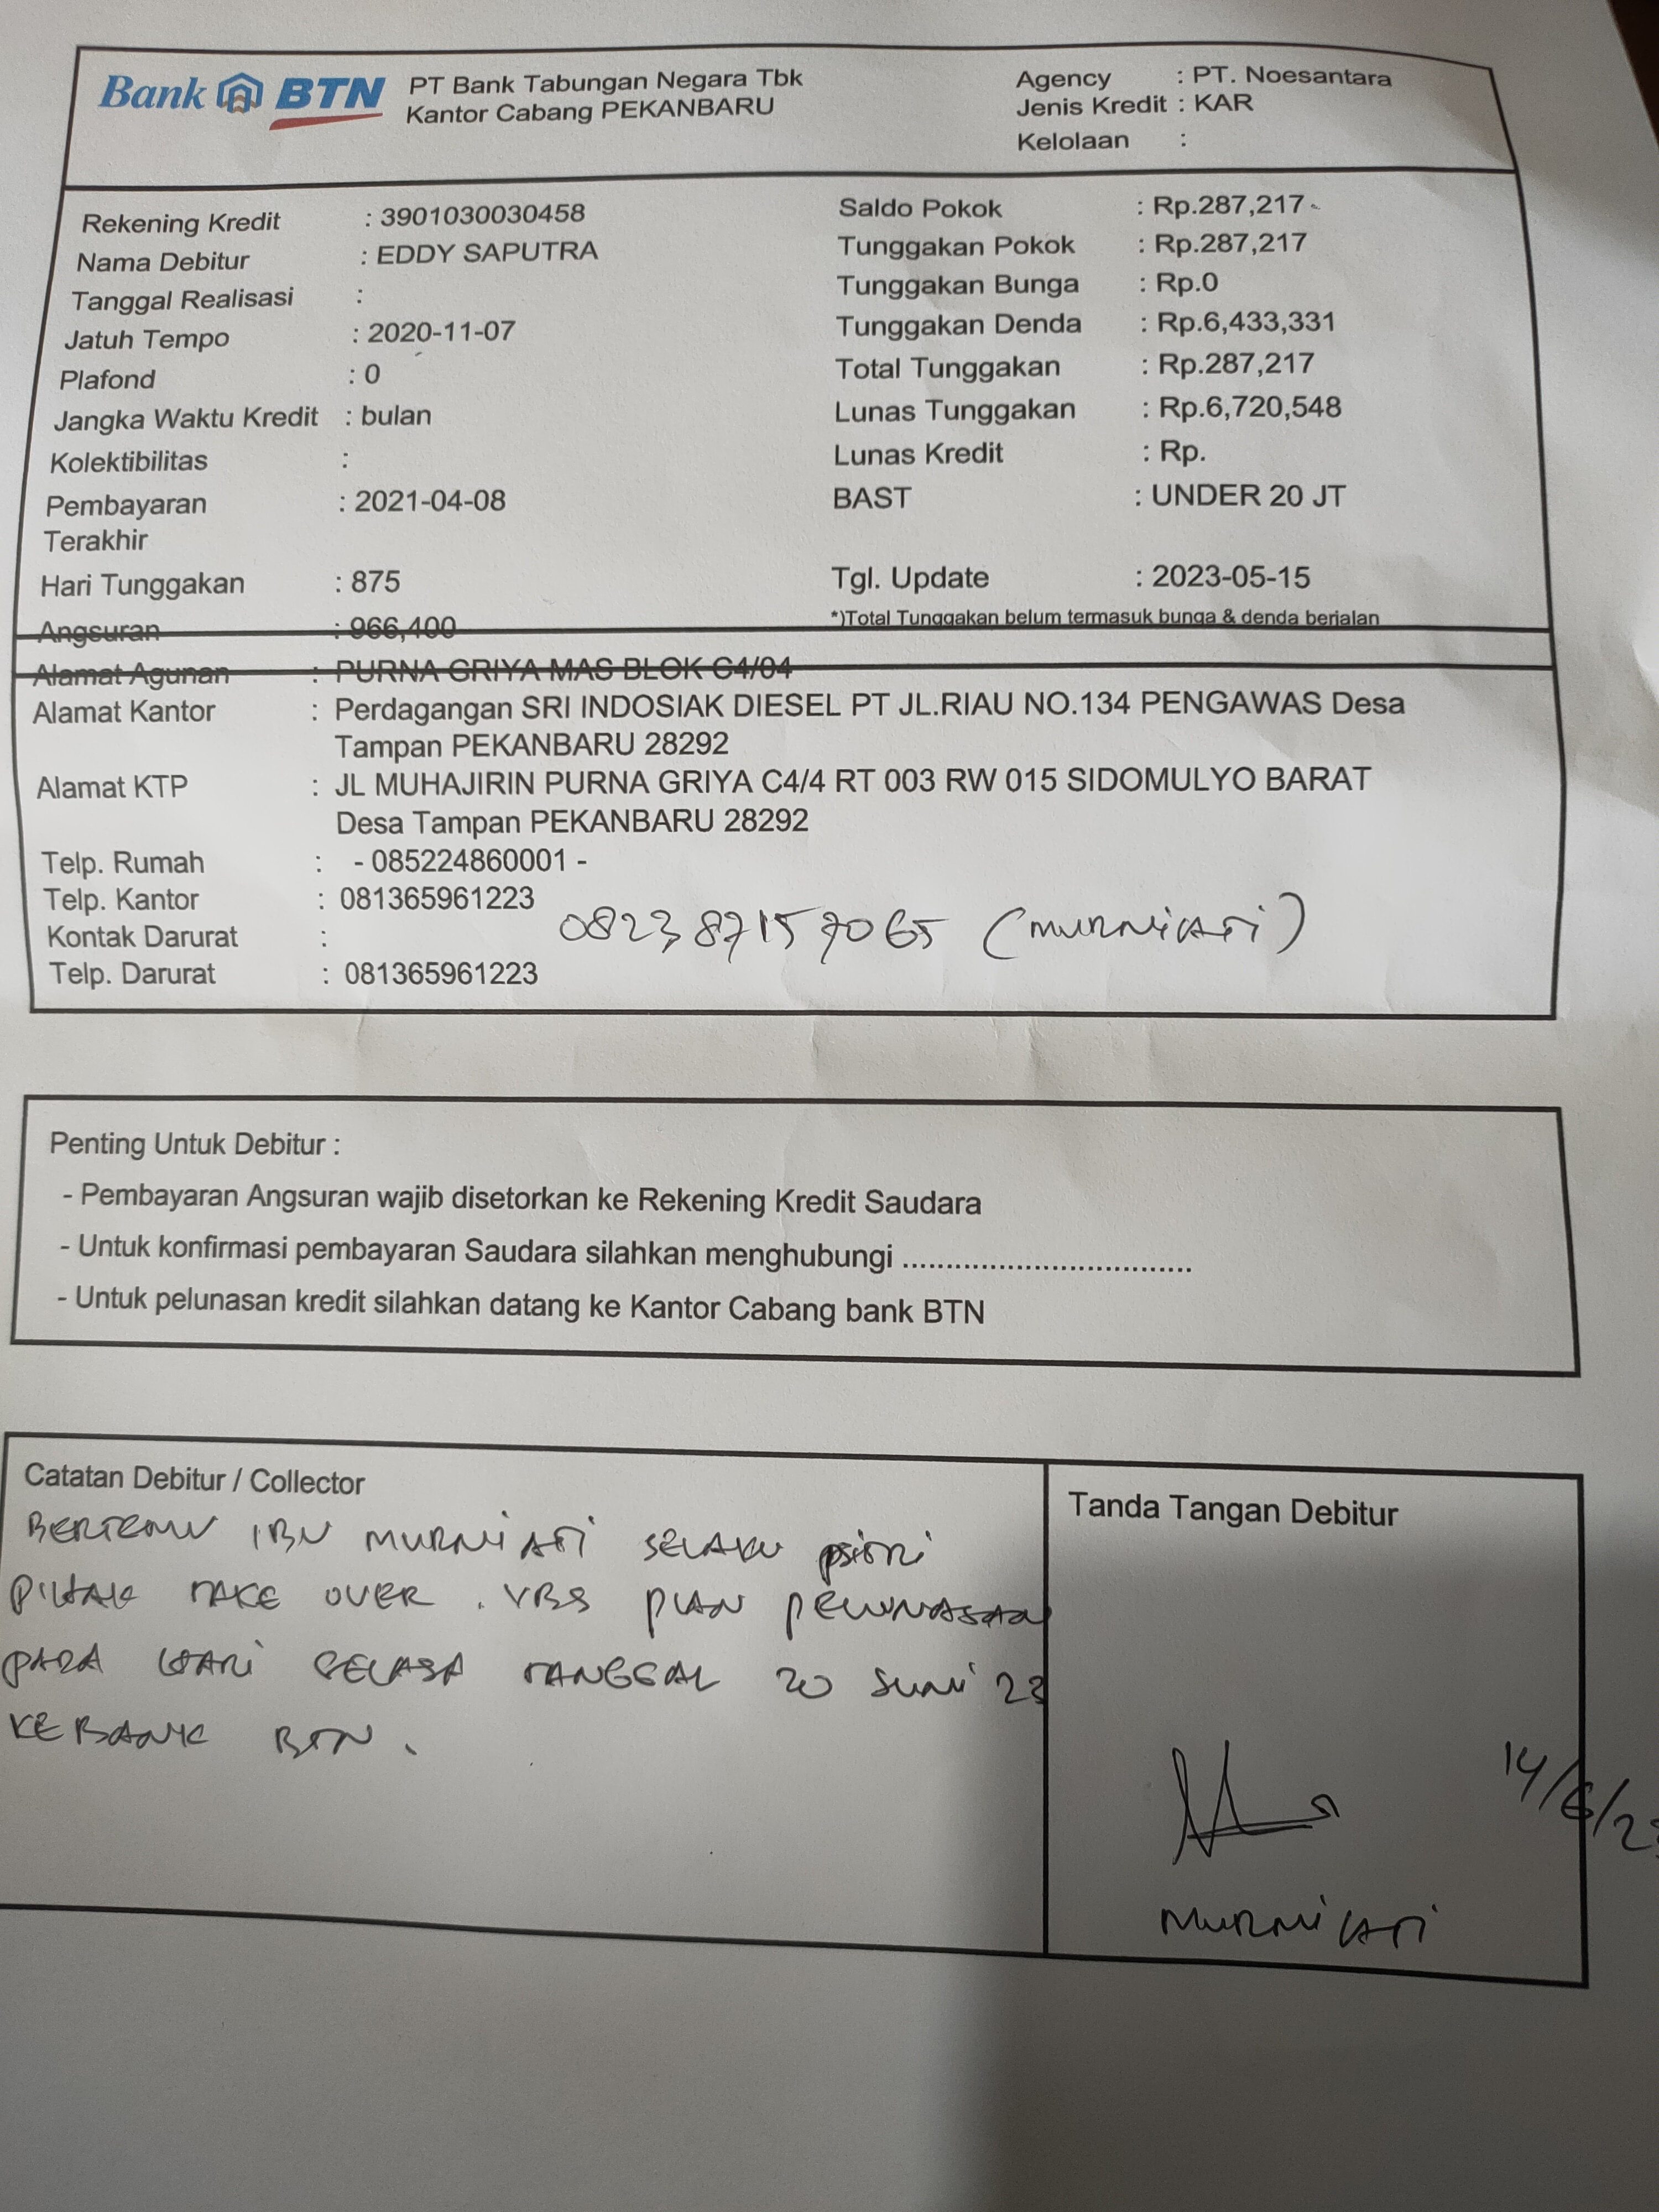 Bank BTN
PT Bank Tabungan Negara Tbk
Kantor Cabang PEKANBARU
Agency : PT. Noesantara
Jenis Kredit : KAR
Kelolaan :
Rekening Kredit : 3901030030458
Nama Debitur : EDDY SAPUTRA
Tanggal Realisasi :
Jatuh Tempo : 2020-11-07
Plafond : 0
Jangka Waktu Kredit : bulan
Kolektibilitas :
Pembayaran Terakhir : 2021-04-08
Hari Tunggakan : 875
Angsuran : 966,400
Saldo Pokok : Rp.287,217
Tunggakan Pokok : Rp.287,217
Tunggakan Bunga : Rp.0
Tunggakan Denda : Rp.6,433,331
Total Tunggakan : Rp.287,217
Lunas Tunggakan : Rp.6,720,548
Lunas Kredit : Rp.
BAST : UNDER 20 JT
Tgl. Update : 2023-05-15
*)Total Tunggakan belum termasuk bunga & denda berjalan
Alamat Agunan : PURNA GRIYA MAS BLOK C4/04
Alamat Kantor : Perdagangan SRI INDOSIAK DIESEL PT JL.RIAU NO.134 PENGAWAS Desa
Tampan PEKANBARU 28292
Alamat KTP : JL MUHAJIRIN PURNA GRIYA C4/4 RT 003 RW 015 SIDOMULYO BARAT
Desa Tampan PEKANBARU 28292
Telp. Rumah : - 085224860001 -
Telp. Kantor : 081365961223
Kontak Darurat : 082387157065 (MURNIATI)
Telp. Darurat : 081365961223
Penting Untuk Debitur :
- Pembayaran Angsuran wajib disetorkan ke Rekening Kredit Saudara
- Untuk konfirmasi pembayaran Saudara silahkan menghubungi .................................
- Untuk pelunasan kredit silahkan datang ke Kantor Cabang bank BTN
Catatan Debitur / Collector
BERTEMU IBU MURNIATI SELAKU
PIHAK TAKE OVER . YBS PLAN PELUNASAN
PADA HARI SELASA TANGGAL 20 JUNI 23
KE BANK BTN .
Tanda Tangan Debitur
14/6/23
MURNIATI